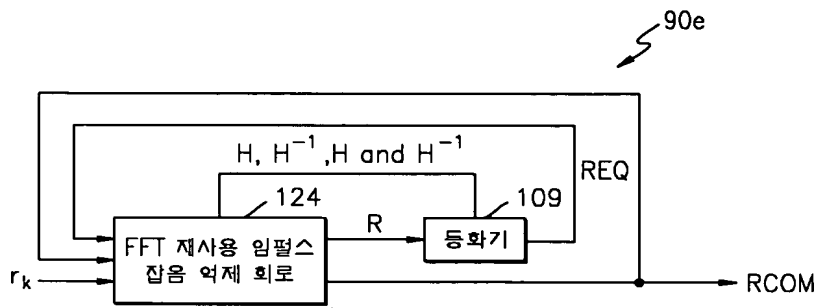 90e
H, H⁻¹, H and H⁻¹
REQ
124
109
FFT 재사용 임펄스
잡음 억제 회로
R
등화기
rₖ
RCOM